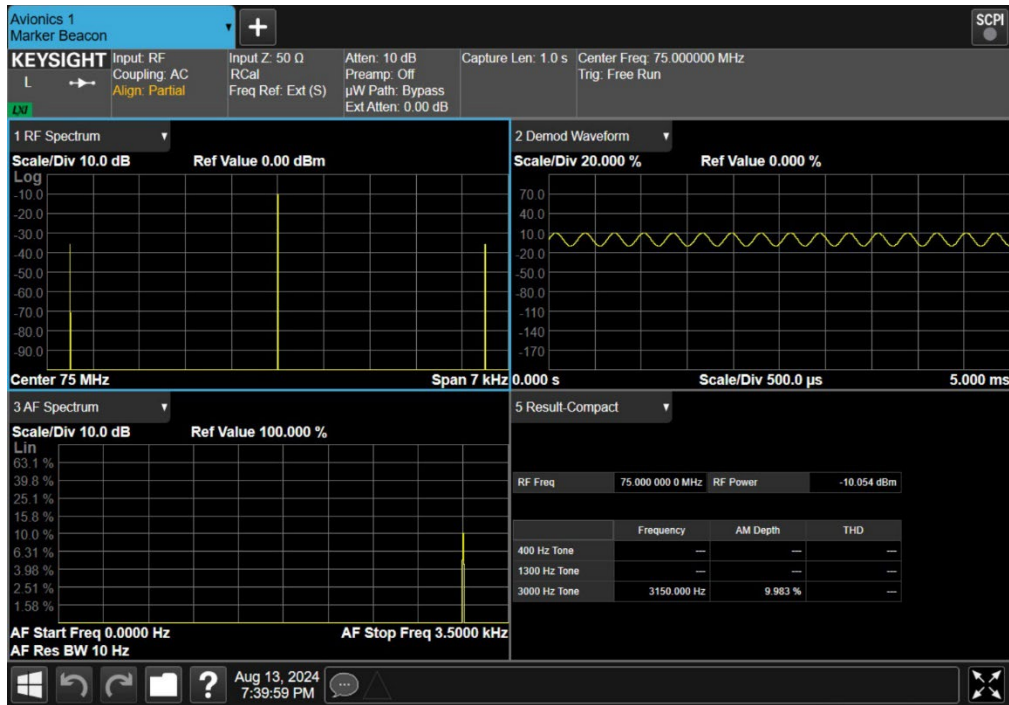 Avionics 1
Marker Beacon
+
SCPI
KEYSIGHT Input: RF Input Z: 50 Ω Atten: 10 dB Capture Len: 1.0 s Center Freq: 75.000000 MHz
L Coupling: AC RCal Preamp: Off Trig: Free Run
Align: Partial Freq Ref: Ext (S) µW Path: Bypass
LXI Ext Atten: 0.00 dB
1 RF Spectrum
Scale/Div 10.0 dB Ref Value 0.00 dBm
Log
-10.0
-20.0
-30.0
-40.0
-50.0
-60.0
-70.0
-80.0
-90.0
Center 75 MHz Span 7 kHz
2 Demod Waveform
Scale/Div 20.000 % Ref Value 0.000 %
70.0
40.0
10.0
-20.0
-50.0
-80.0
-110
-140
-170
0.000 s Scale/Div 500.0 µs 5.000 ms
3 AF Spectrum
Scale/Div 10.0 dB Ref Value 100.000 %
Lin
63.1 %
39.8 %
25.1 %
15.8 %
10.0 %
6.31 %
3.98 %
2.51 %
1.58 %
AF Start Freq 0.0000 Hz AF Stop Freq 3.5000 kHz
AF Res BW 10 Hz
5 Result-Compact
RF Freq 75.000 000 0 MHz RF Power -10.054 dBm
Frequency AM Depth THD
400 Hz Tone --- --- ---
1300 Hz Tone --- --- ---
3000 Hz Tone 3150.000 Hz 9.983 % ---
? Aug 13, 2024
7:39:59 PM